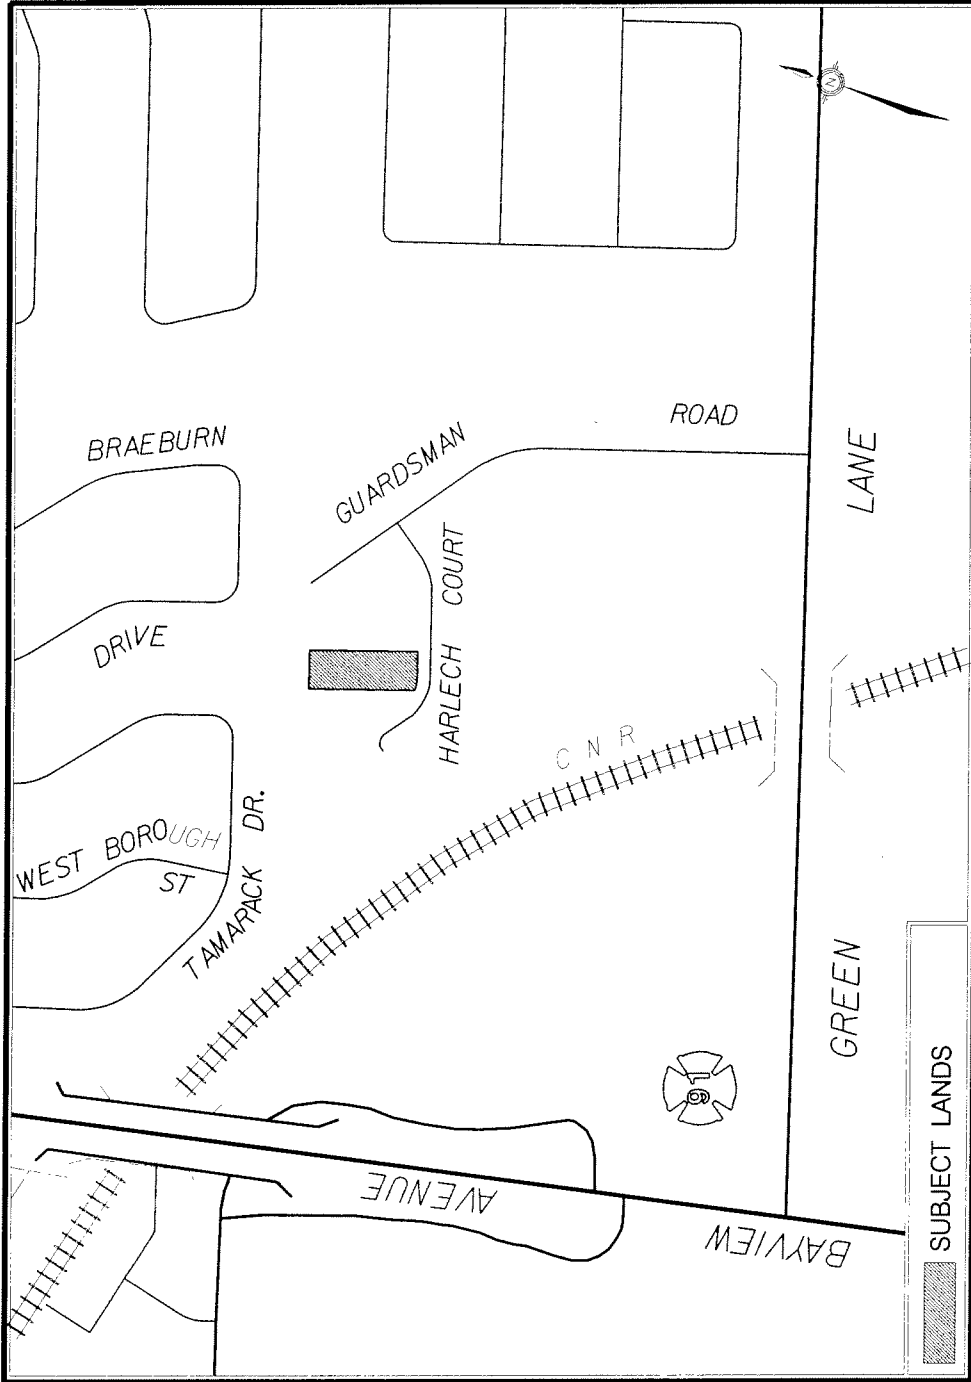 BRAEBURN
DRIVE
GUARDSMAN
ROAD
HARLECH COURT
WEST BOROUGH
ST
TAMARACK DR.
C N R
GREEN LANE
BAYVIEW
AVENUE
N
SUBJECT LANDS